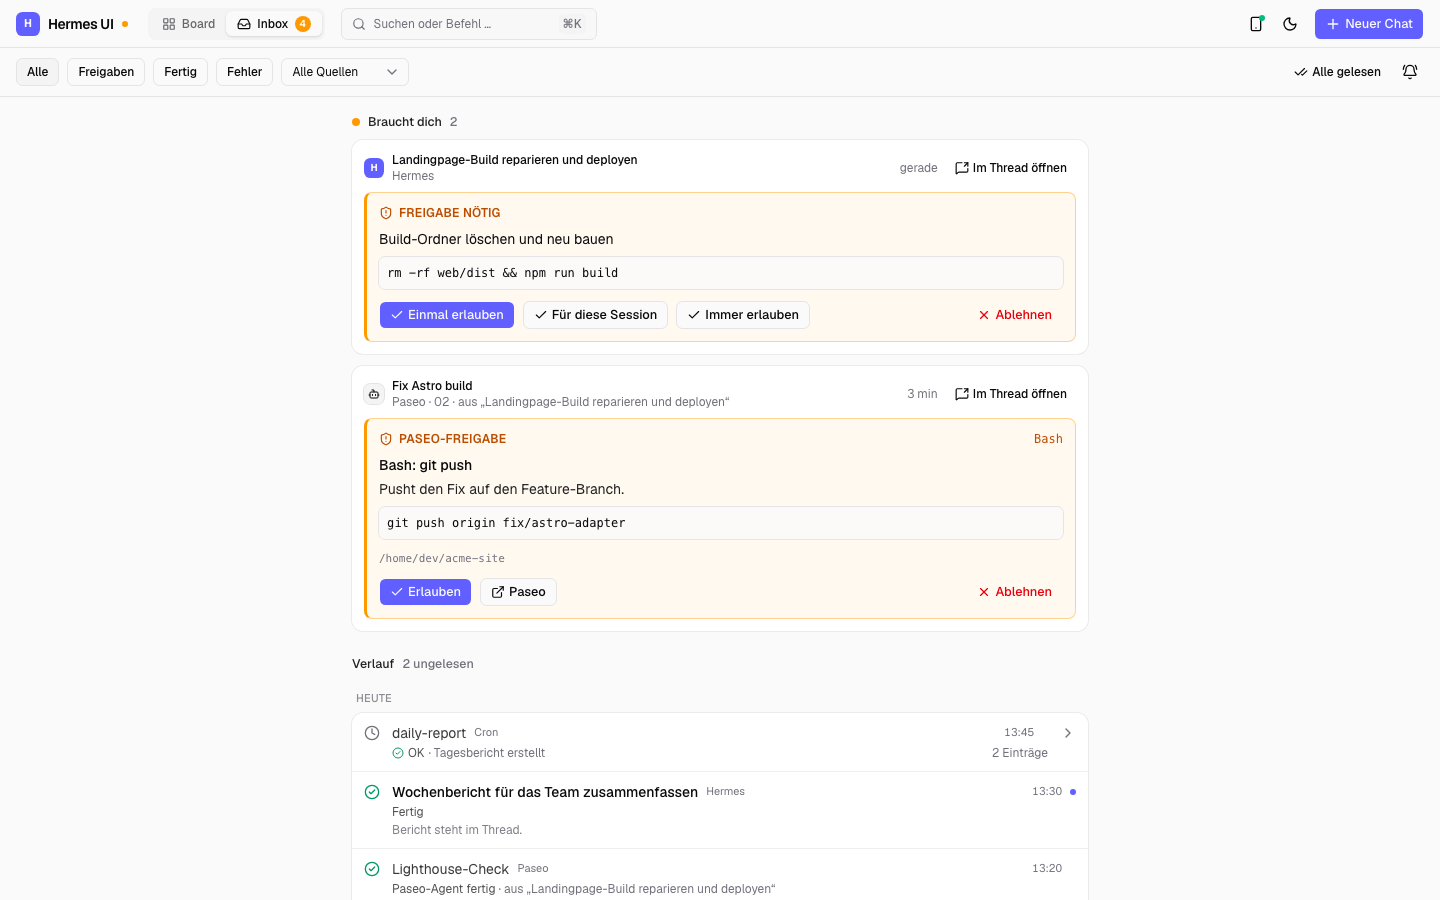 H Hermes UI Board Inbox 4 Suchen oder Befehl … ⌘K Neuer Chat
Alle Freigaben Fertig Fehler Alle Quellen Alle gelesen
Braucht dich 2
H Landingpage-Build reparieren und deployen
Hermes
gerade Im Thread öffnen
FREIGABE NÖTIG
Build-Ordner löschen und neu bauen
rm -rf web/dist && npm run build
Einmal erlauben Für diese Session Immer erlauben Ablehnen
Fix Astro build
Paseo · 02 · aus „Landingpage-Build reparieren und deployen“
3 min Im Thread öffnen
PASEO-FREIGABE Bash
Bash: git push
Pusht den Fix auf den Feature-Branch.
git push origin fix/astro-adapter
/home/dev/acme-site
Erlauben Paseo Ablehnen
Verlauf 2 ungelesen
HEUTE
daily-report Cron 13:45
OK · Tagesbericht erstellt 2 Einträge
Wochenbericht für das Team zusammenfassen Hermes 13:30
Fertig
Bericht steht im Thread.
Lighthouse-Check Paseo 13:20
Paseo-Agent fertig · aus „Landingpage-Build reparieren und deployen“